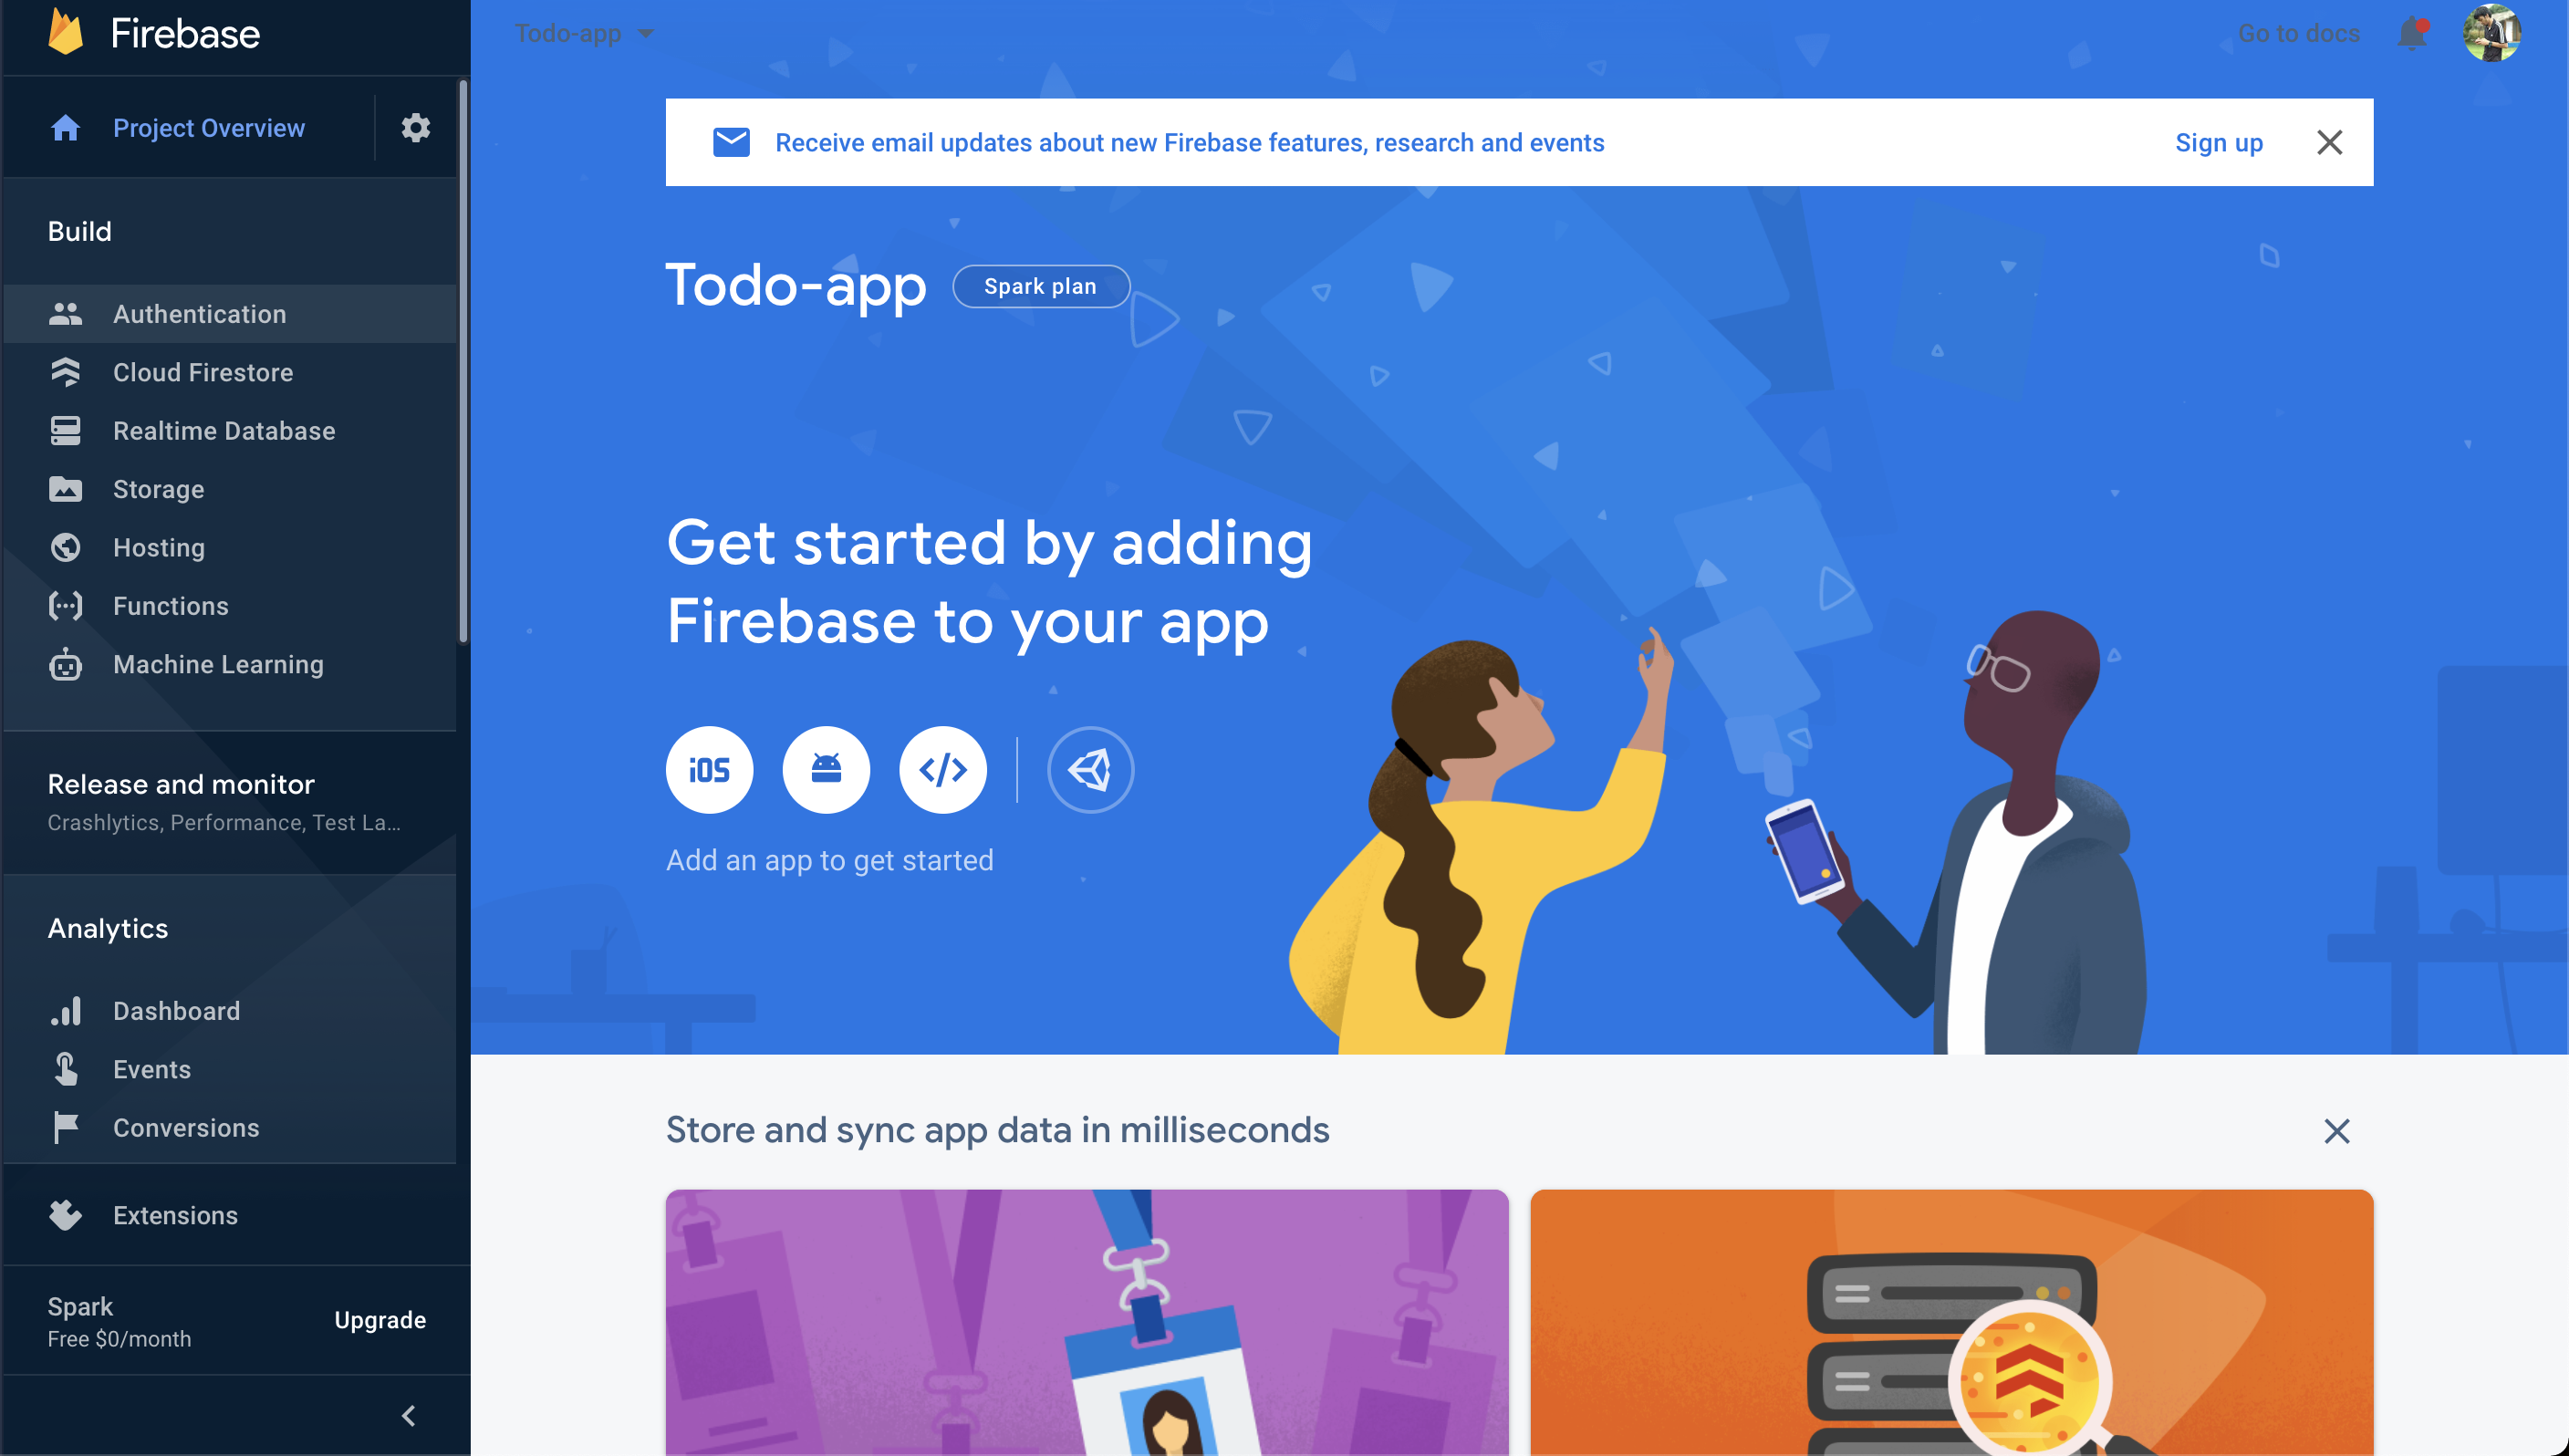 Firebase
Project Overview
Build
Authentication
Cloud Firestore
Realtime Database
Storage
Hosting
Functions
Machine Learning
Release and monitor
Crashlytics, Performance, Test La...
Analytics
Dashboard
Events
Conversions
Extensions
Spark
Free $0/month
Upgrade
Todo-app
Go to docs
Receive email updates about new Firebase features, research and events
Sign up
Todo-app
Spark plan
Get started by adding
Firebase to your app
iOS
Add an app to get started
Store and sync app data in milliseconds